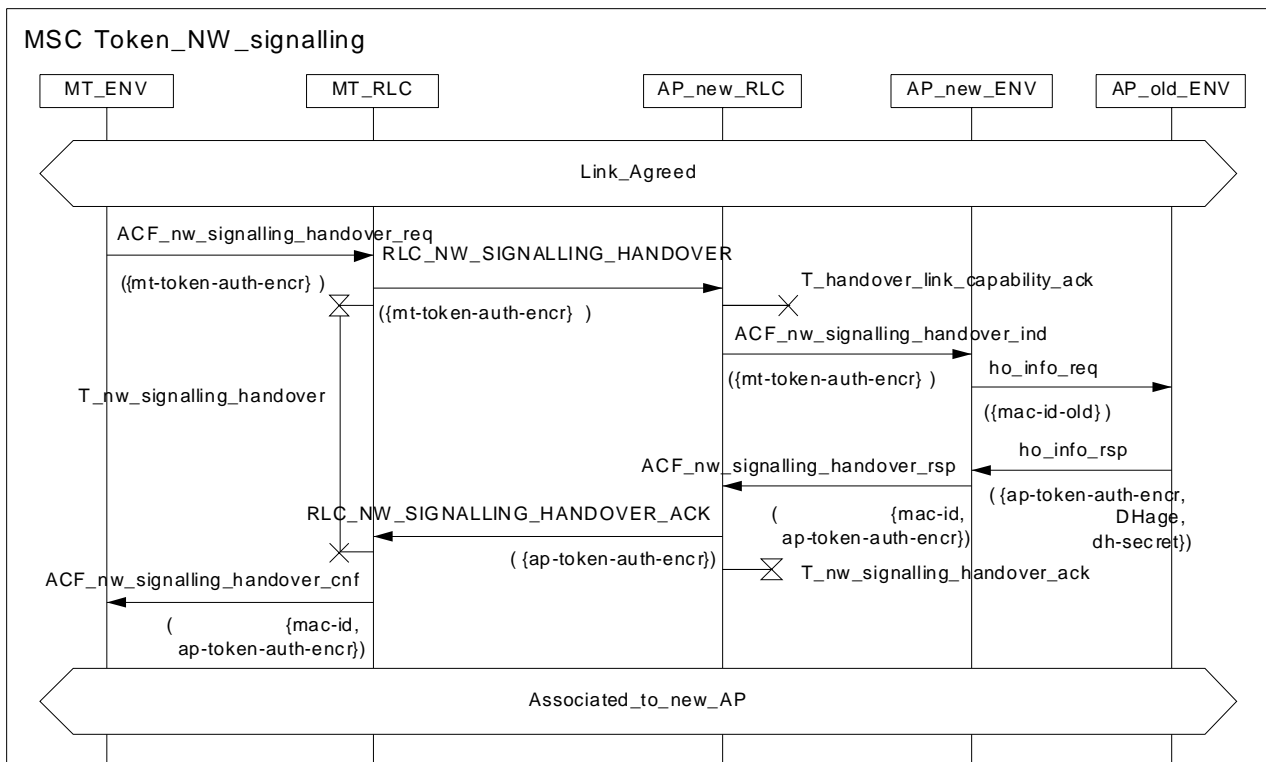 MSC Token_NW_signalling
MT_ENV
MT_RLC
AP_new_RLC
AP_new_ENV
AP_old_ENV
Link_Agreed
ACF_nw_signalling_handover_req
RLC_NW_SIGNALLING_HANDOVER
({mt-token-auth-encr} )
T_handover_link_capability_ack
({mt-token-auth-encr} )
ACF_nw_signalling_handover_ind
ho_info_req
({mt-token-auth-encr} )
T_nw_signalling_handover
({mac-id-old} )
ho_info_rsp
ACF_nw_signalling_handover_rsp
( {ap-token-auth-encr,
DHage,
dh-secret})
RLC_NW_SIGNALLING_HANDOVER_ACK
( {mac-id,
ap-token-auth-encr})
( {ap-token-auth-encr})
T_nw_signalling_handover_ack
ACF_nw_signalling_handover_cnf
( {mac-id,
ap-token-auth-encr})
Associated_to_new_AP